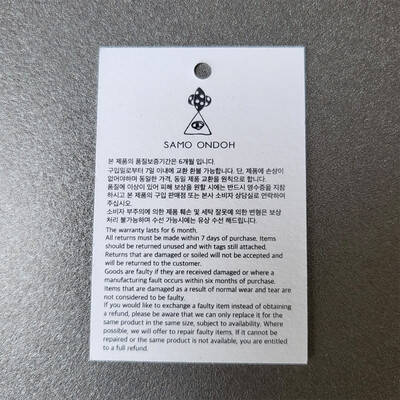 SAMO ONDOH
본 제품의 품질보증기간은 6개월 입니다.
구입일로부터 7일 이내에 교환 환불 가능합니다. 단, 제품에 손상이
없어야하며 동일한 가격, 동일 제품 교환을 원칙으로 합니다.
품질에 이상이 있어 피해 보상을 원할 시에는 반드시 영수증을 지참
하시고 본 제품의 구입 판매점 또는 본사 소비자 상담실로 연락하여
주십시오.
소비자 부주의에 의한 제품 훼손 및 세탁 잘못에 의한 변형은 보상
처리 불가능하며 수선 가능시에는 유상 수선 해드립니다.
The warranty lasts for 6 month.
All returns must be made within 7 days of purchase. Items
should be returned unused and with tags still attached.
Returns that are damaged or soiled will not be accepted and
will be returned to the customer.
Goods are faulty if they are received damaged or where a
manufacturing fault occurs within six months of purchase.
Items that are damaged as a result of normal wear and tear are
not considered to be faulty.
If you would like to exchange a faulty item instead of obtaining
a refund, please be aware that we can only replace it for the
same product in the same size, subject to availability. Where
possible, we will offer to repair faulty items. If it cannot be
repaired or the same product is not available, you are entitled
to a full refund.